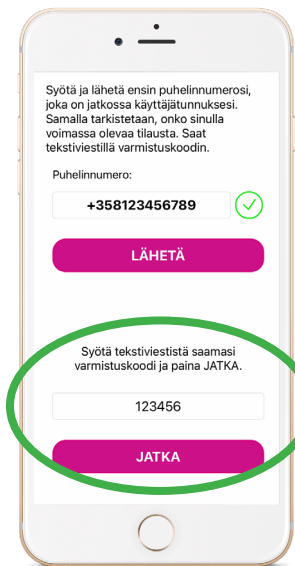 Syötä ja lähetä ensin puhelinnumerosi,
joka on jatkossa käyttäjätunnuksesi.
Samalla tarkistetaan, onko sinulla
voimassa olevaa tilausta. Saat
tekstiviestillä varmistuskoodin.
Puhelinnumero:
+358123456789
LÄHETÄ
Syötä tekstiviestistä saamasi
varmistuskoodi ja paina JATKA.
123456
JATKA